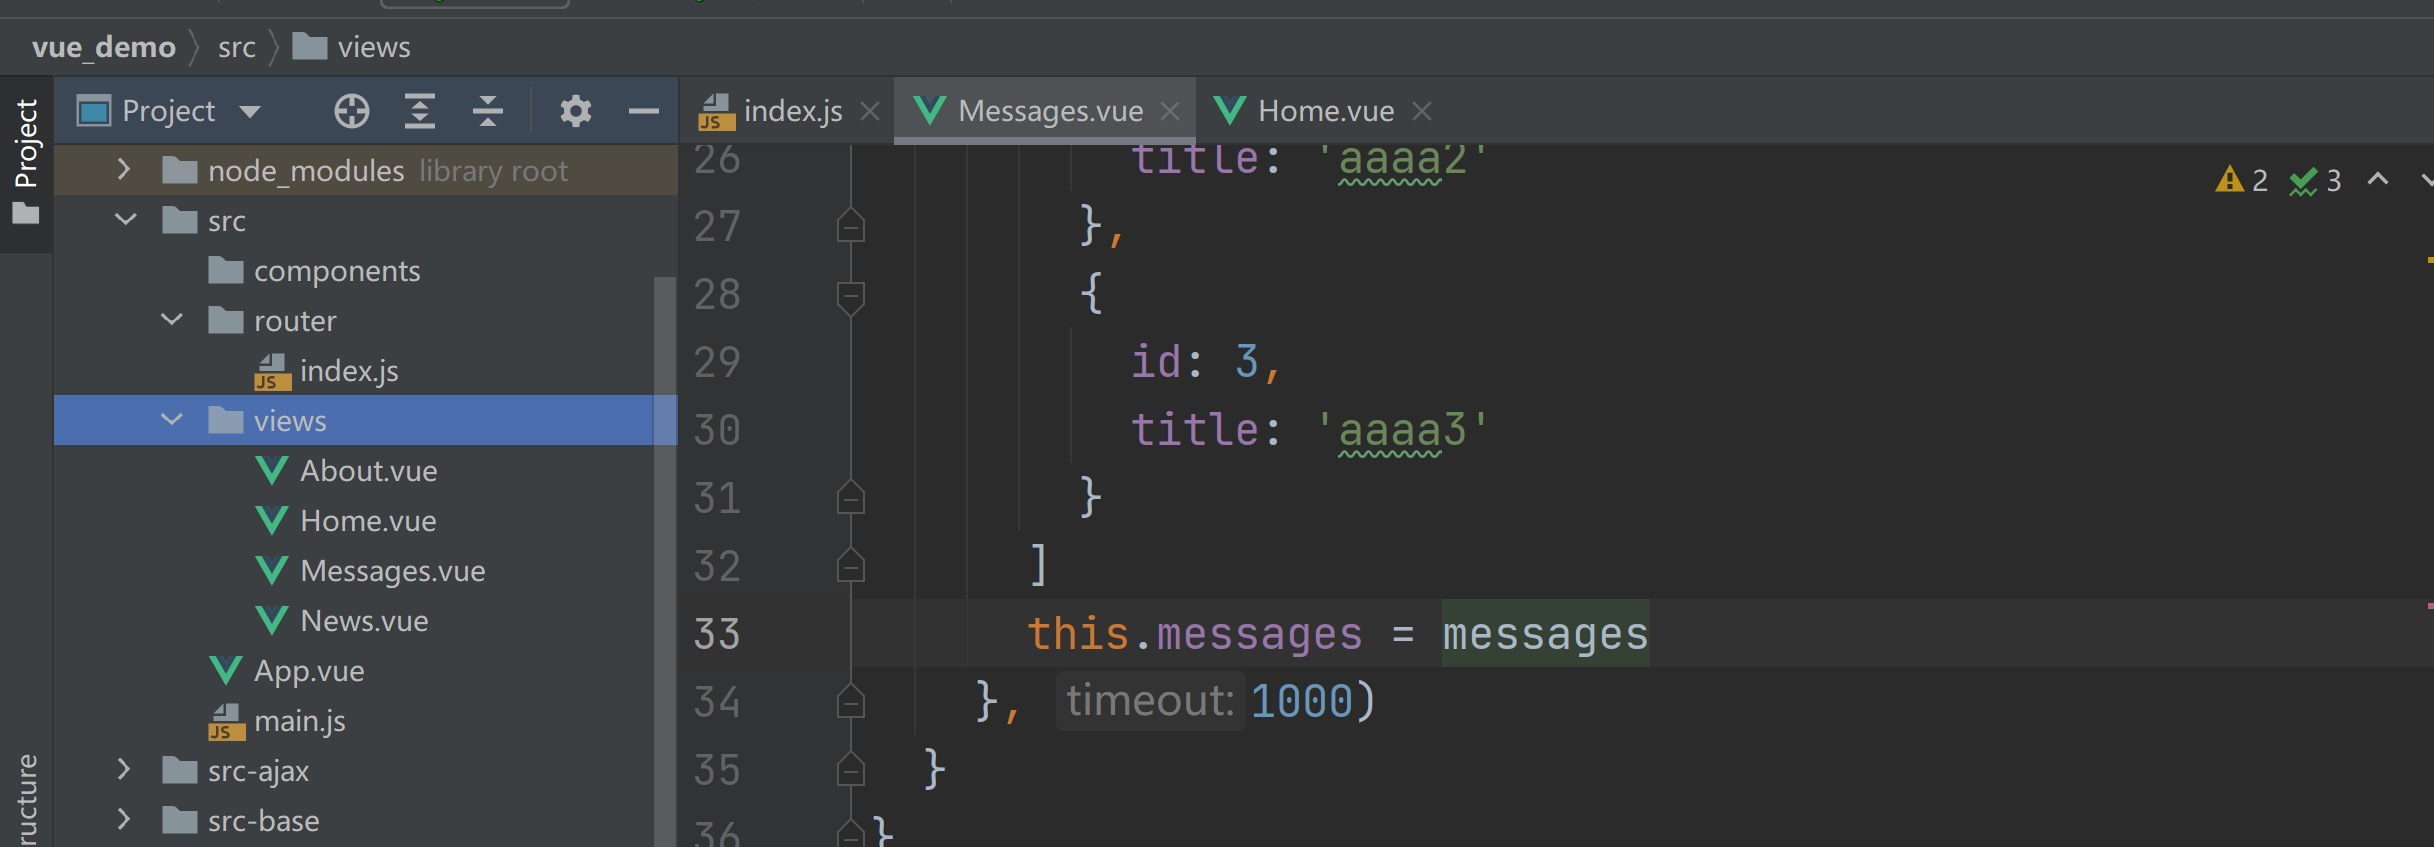 vue_demo src views
Project
Project
index.js Messages.vue Home.vue
node_modules library root
src
components
router
index.js
views
About.vue
Home.vue
Messages.vue
News.vue
App.vue
main.js
src-ajax
src-base
ructure
26 title: 'aaaa2'
27 },
28 {
29 id: 3,
30 title: 'aaaa3'
31 }
32 ]
33 this.messages = messages
34 }, timeout: 1000)
35 }
36 }
2 3